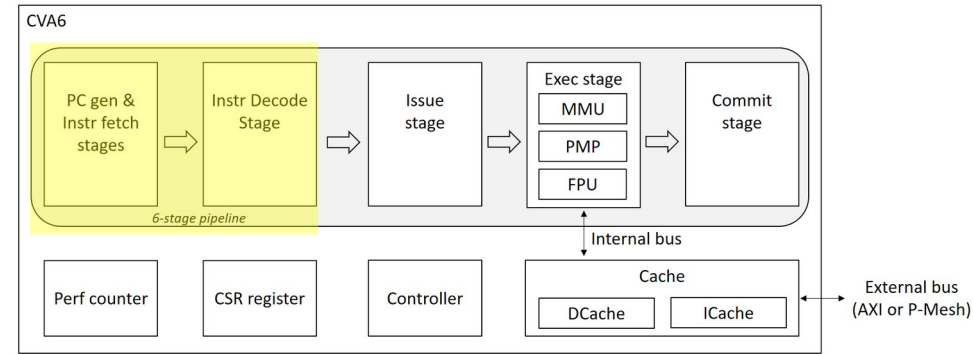 CVA6
PC gen &
Instr fetch
stages
Instr Decode
Stage
Issue
stage
Exec stage
MMU
PMP
FPU
Commit
stage
6-stage pipeline
Internal bus
Perf counter
CSR register
Controller
Cache
DCache
ICache
External bus
(AXI or P-Mesh)